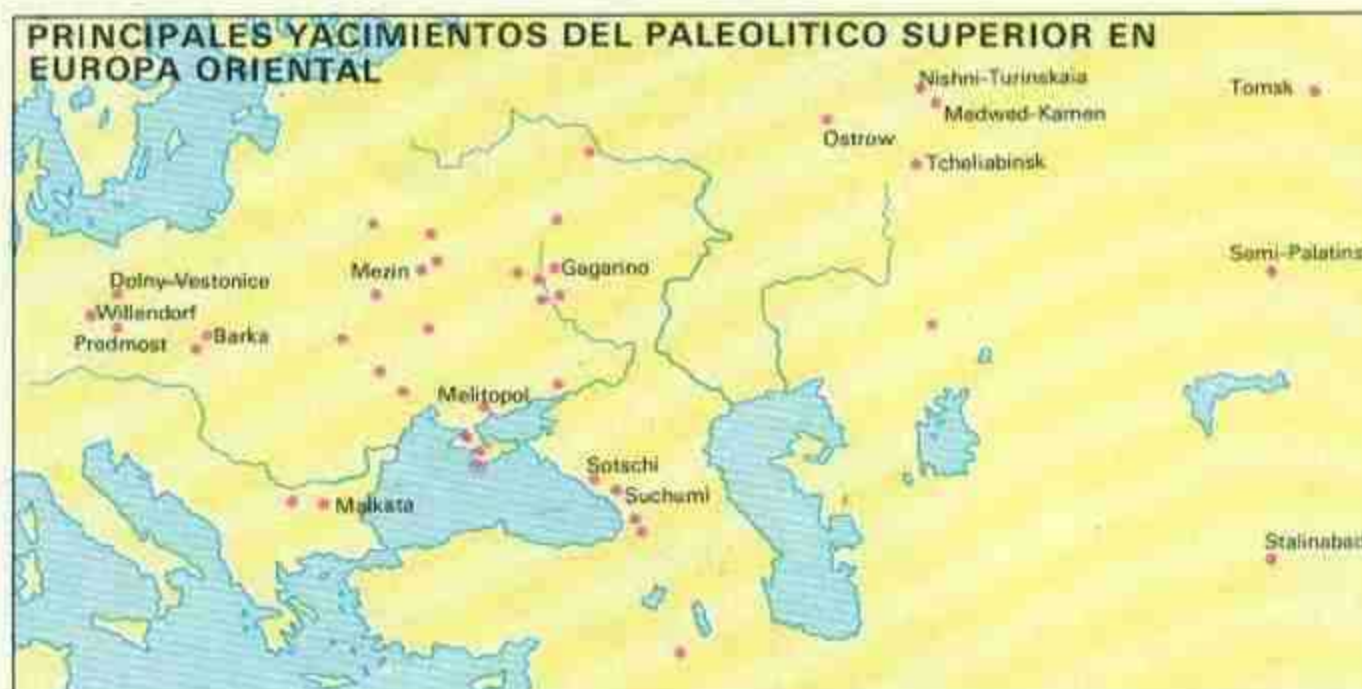 PRINCIPALES YACIMIENTOS DEL PALEOLITICO SUPERIOR EN
EUROPA ORIENTAL
Nishni-Turinskaia
Tomsk
Medwed-Kamen
Ostrow
Tcheliabinsk
Semi-Palatins
Mezin
Gagarino
Dolny-Vestonice
Willendorf
Predmost
Barka
Melitopol
Sotschi
Suchumi
Malkata
Stalinabad